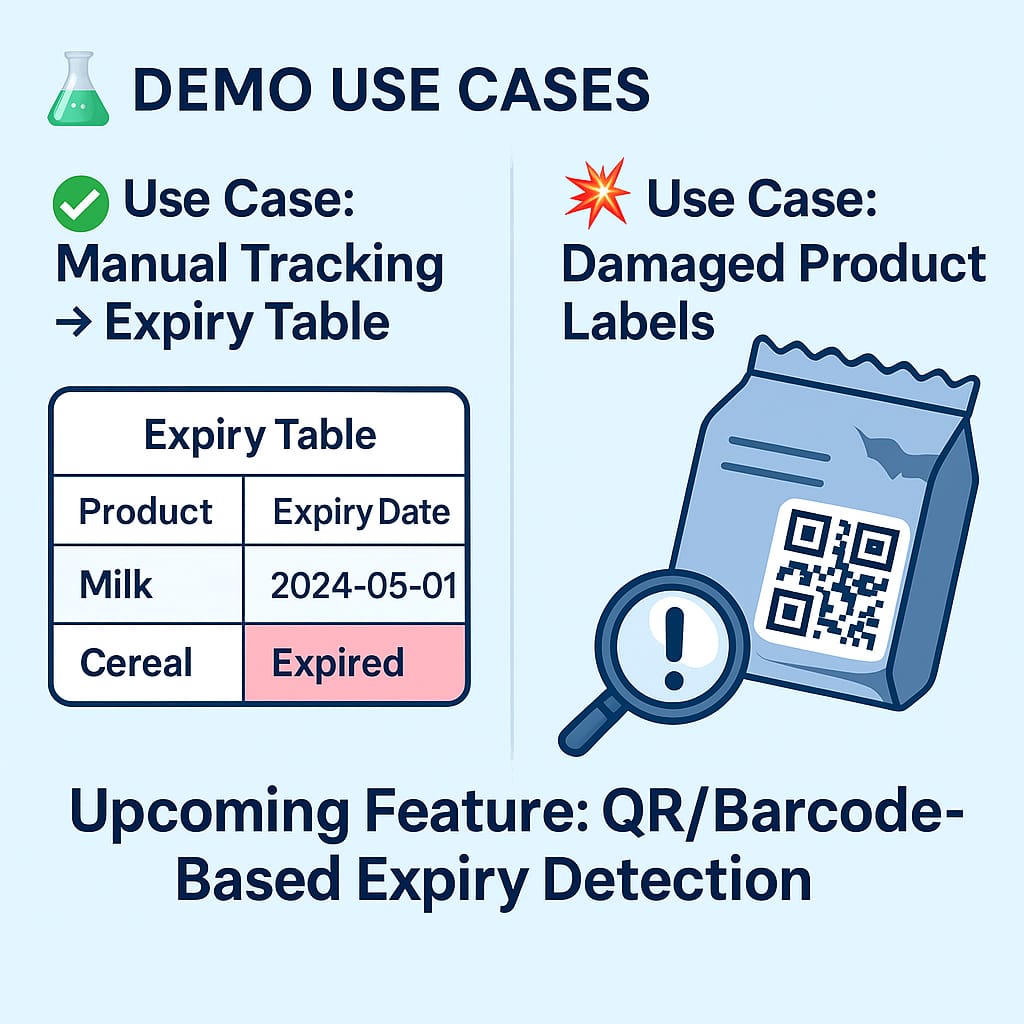 DEMO USE CASES
Use Case:
Manual Tracking
→ Expiry Table
Expiry Table
Product Expiry Date
Milk 2024-05-01
Cereal Expired
Use Case:
Damaged Product
Labels
!
Upcoming Feature: QR/Barcode-
Based Expiry Detection